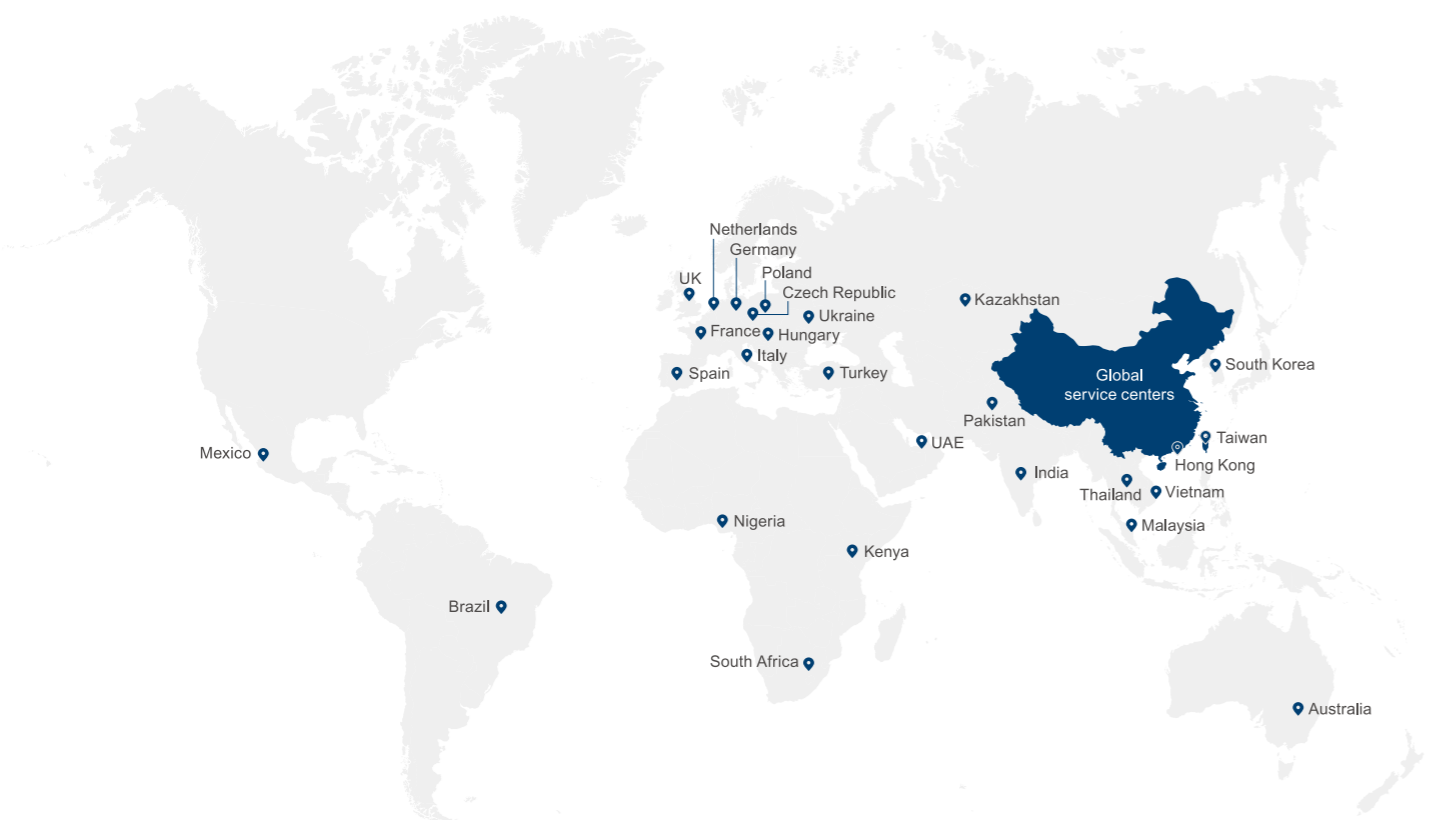 Netherlands
Germany
UK
Poland
Czech Republic
Kazakhstan
Ukraine
France
Hungary
Italy
Spain
Turkey
South Korea
Global
service centers
Pakistan
Taiwan
UAE
Mexico
Hong Kong
India
Thailand
Vietnam
Nigeria
Malaysia
Kenya
Brazil
South Africa
Australia